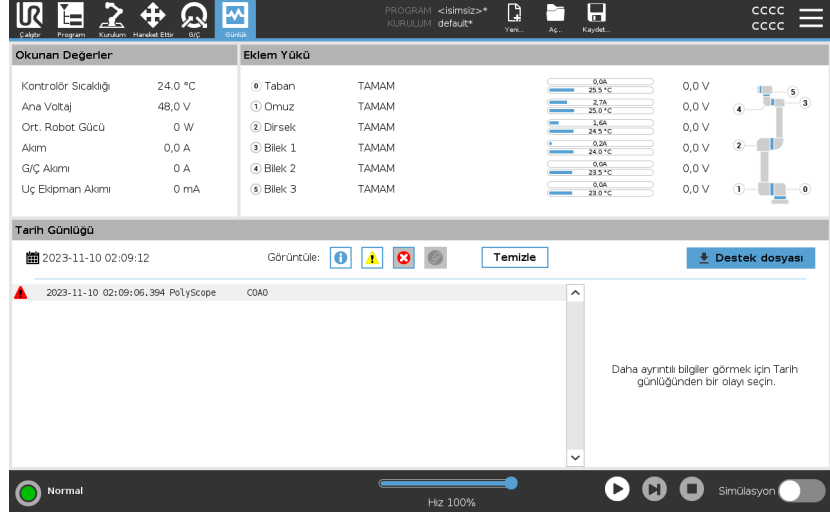 UR
PROGRAM <isimsiz>*
KURULUM default*
CCCC
CCCC
Çalıştır Program Kurulum Hareket Ettir G/Ç Günlük Yeni... Aç... Kaydet...
Okunan Değerler
Kontrolör Sıcaklığı 24.0 °C
Ana Voltaj 48,0 V
Ort. Robot Gücü 0 W
Akım 0,0 A
G/Ç Akımı 0 A
Uç Ekipman Akımı 0 mA
Eklem Yükü
0 Taban TAMAM 0,0A 25.5 °C 0,0 V
1 Omuz TAMAM 2,7A 25.0 °C 0,0 V
2 Dirsek TAMAM 1,6A 24.5 °C 0,0 V
3 Bilek 1 TAMAM 0,2A 24.0 °C 0,0 V
4 Bilek 2 TAMAM 0,0A 23.5 °C 0,0 V
5 Bilek 3 TAMAM 0,0A 23.0 °C 0,0 V
5
3
4
2
1 0
Tarih Günlüğü
2023-11-10 02:09:12 Görüntüle: Temizle Destek dosyası
2023-11-10 02:09:06.394 PolyScope C0A0
Daha ayrıntılı bilgiler görmek için Tarih
günlüğünden bir olayı seçin.
Normal
Hız 100%
Simülasyon